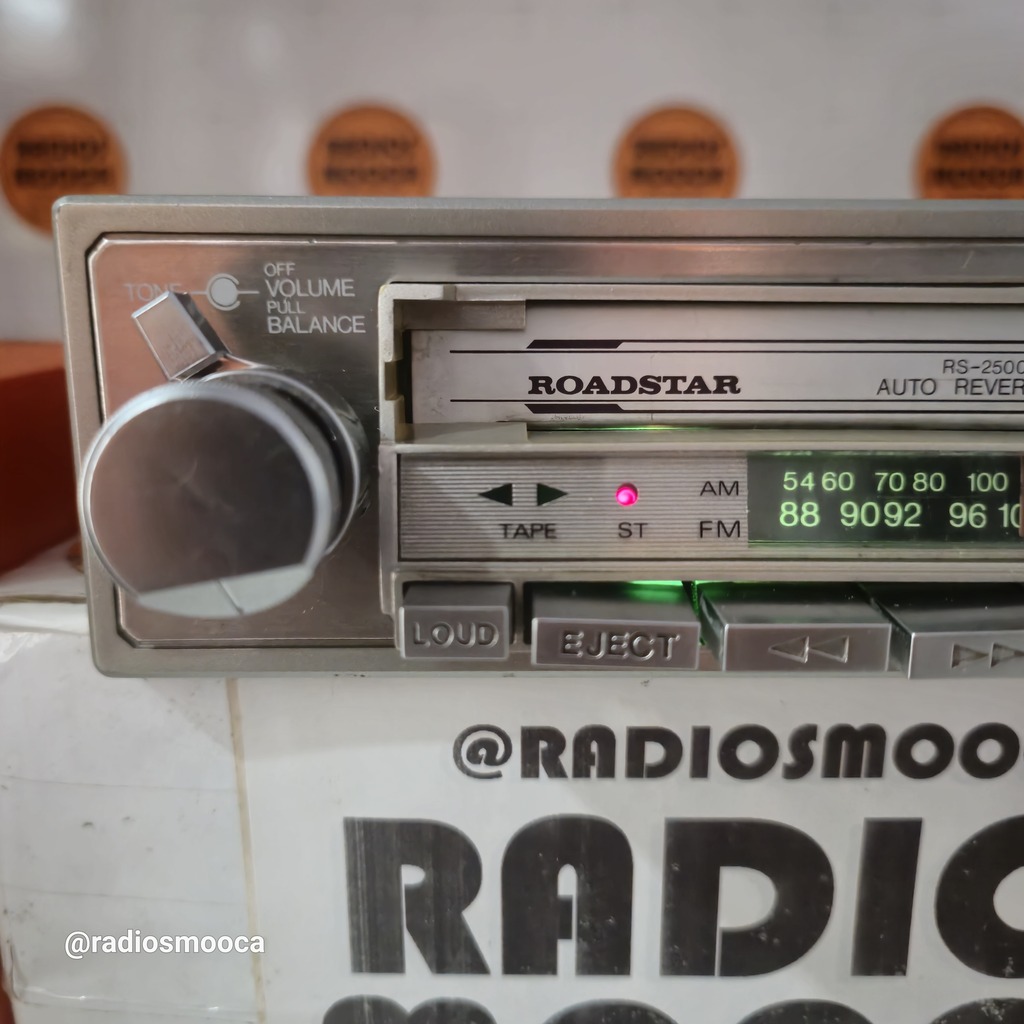 TONE
OFF
VOLUME
PULL
BALANCE
ROADSTAR
RS-2500
AUTO REVER
AM 54 60 70 80 100
FM 88 90 92 96 10
TAPE ST
LOUD EJECT
@RADIOSMOO
RADIO
@radiosmooca